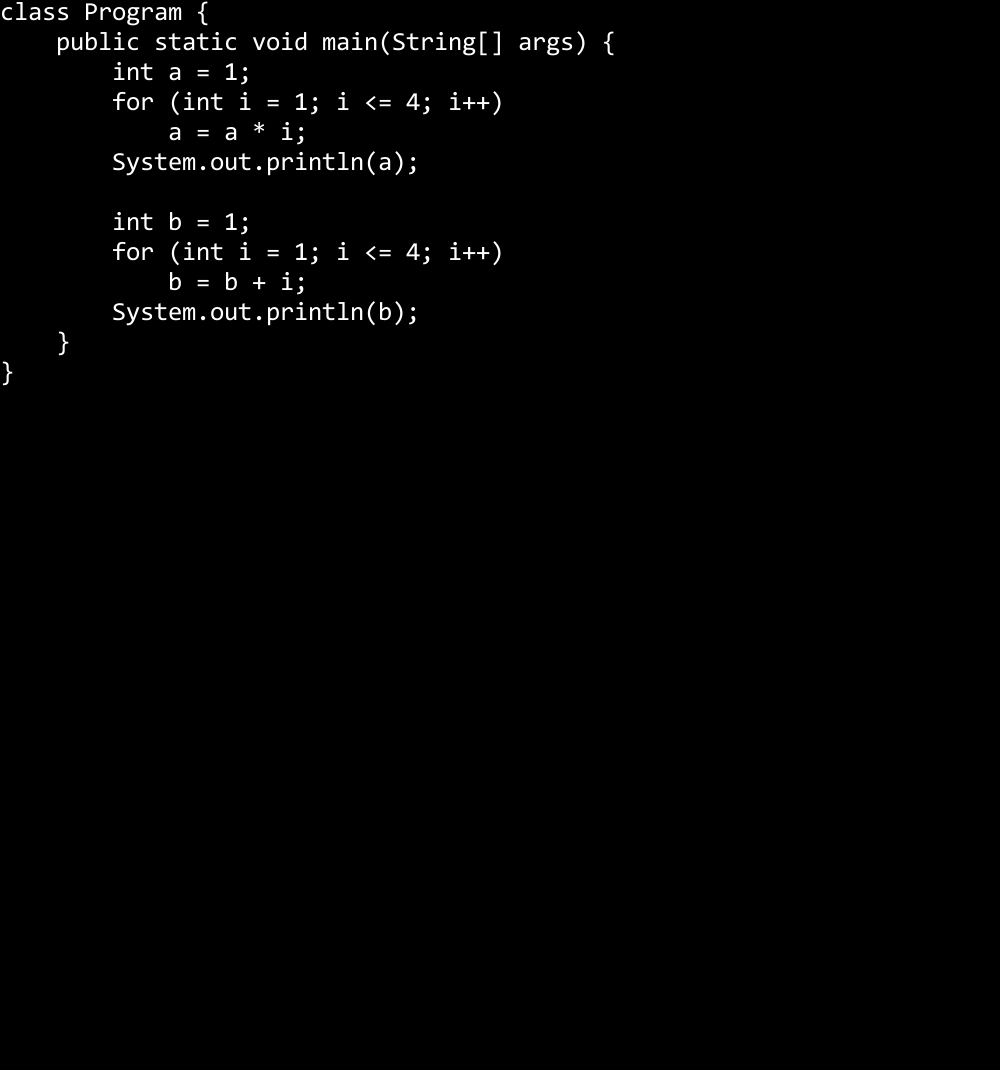 class Program {
    public static void main(String[] args) {
        int a = 1;
        for (int i = 1; i <= 4; i++)
            a = a * i;
        System.out.println(a);

        int b = 1;
        for (int i = 1; i <= 4; i++)
            b = b + i;
        System.out.println(b);
    }
}